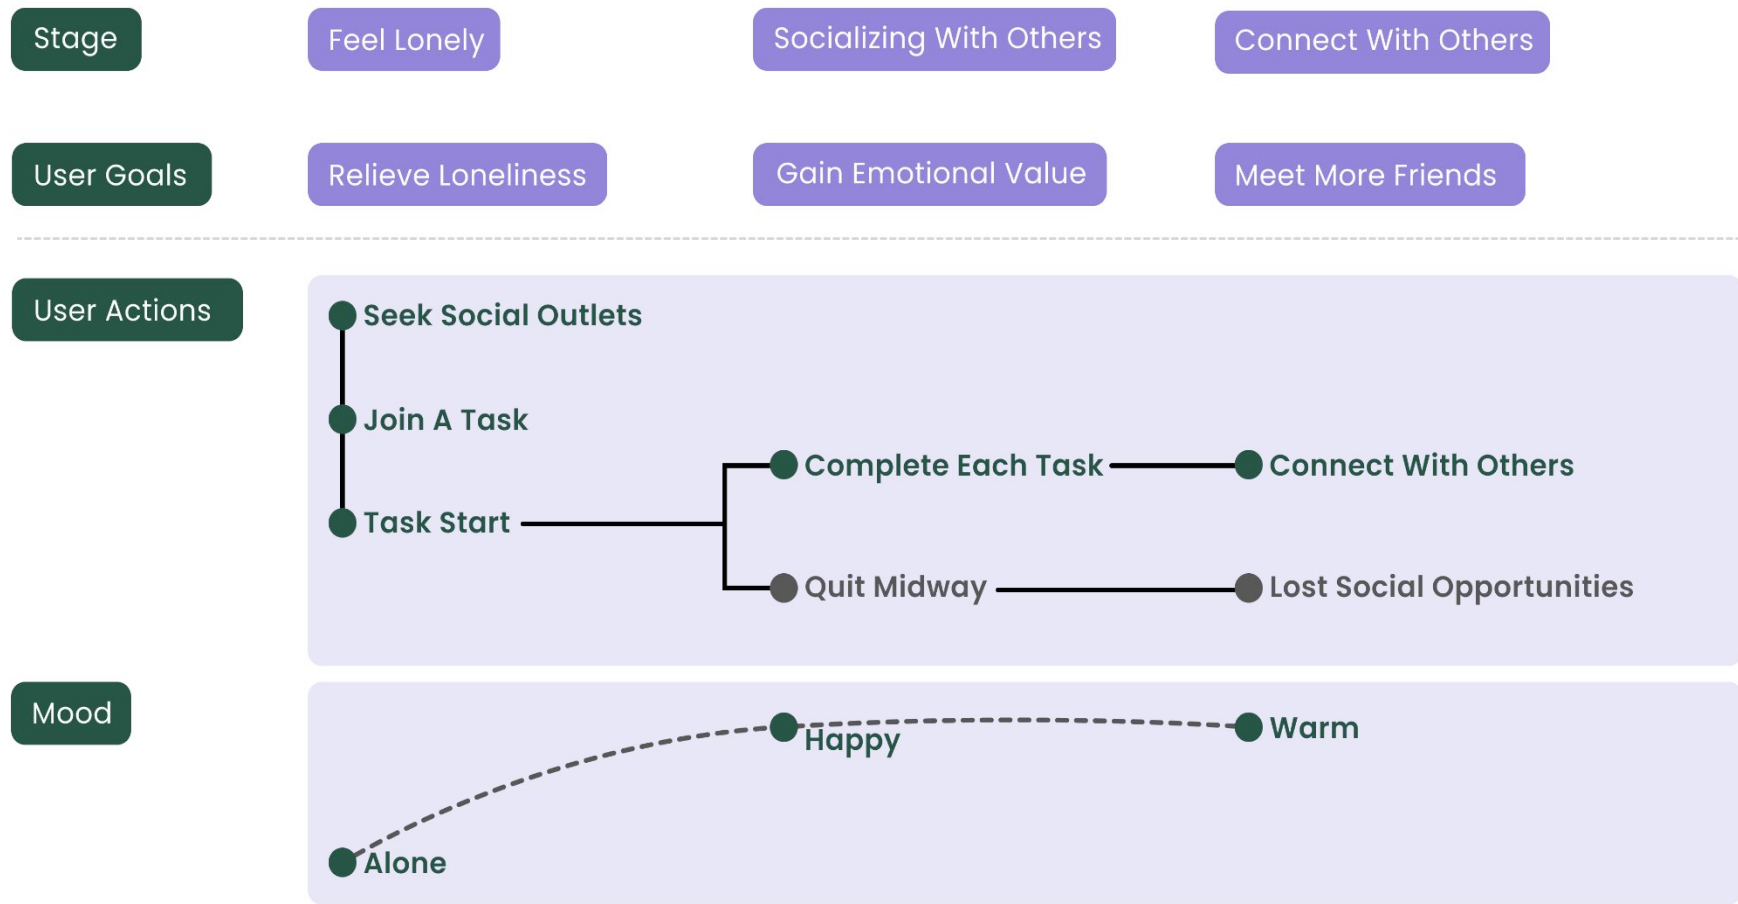 Stage
Feel Lonely
Socializing With Others
Connect With Others
User Goals
Relieve Loneliness
Gain Emotional Value
Meet More Friends
User Actions
Seek Social Outlets
Join A Task
Complete Each Task
Connect With Others
Task Start
Quit Midway
Lost Social Opportunities
Mood
Happy
Warm
Alone